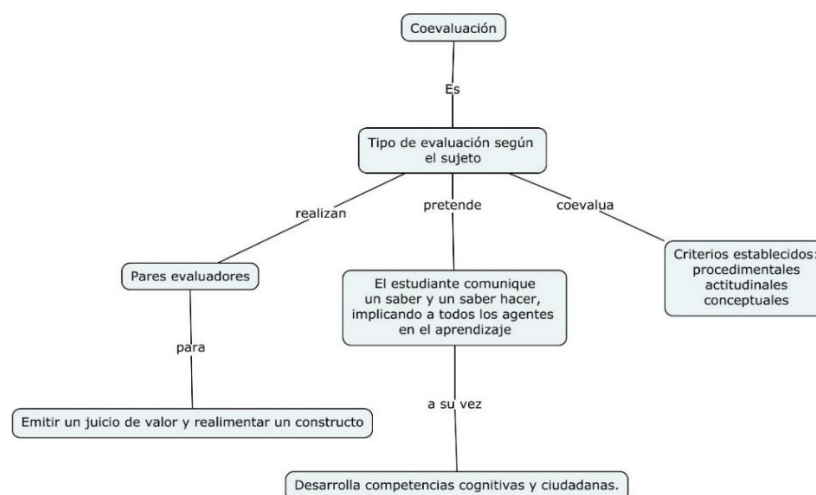 Coevaluación
Es
Tipo de evaluación según
el sujeto
realizan
pretende
coevalua
Pares evaluadores
El estudiante comunique
un saber y un saber hacer,
implicando a todos los agentes
en el aprendizaje
Criterios establecidos:
procedimentales
actitudinales
conceptuales
para
a su vez
Emitir un juicio de valor y realimentar un constructo
Desarrolla competencias cognitivas y ciudadanas.